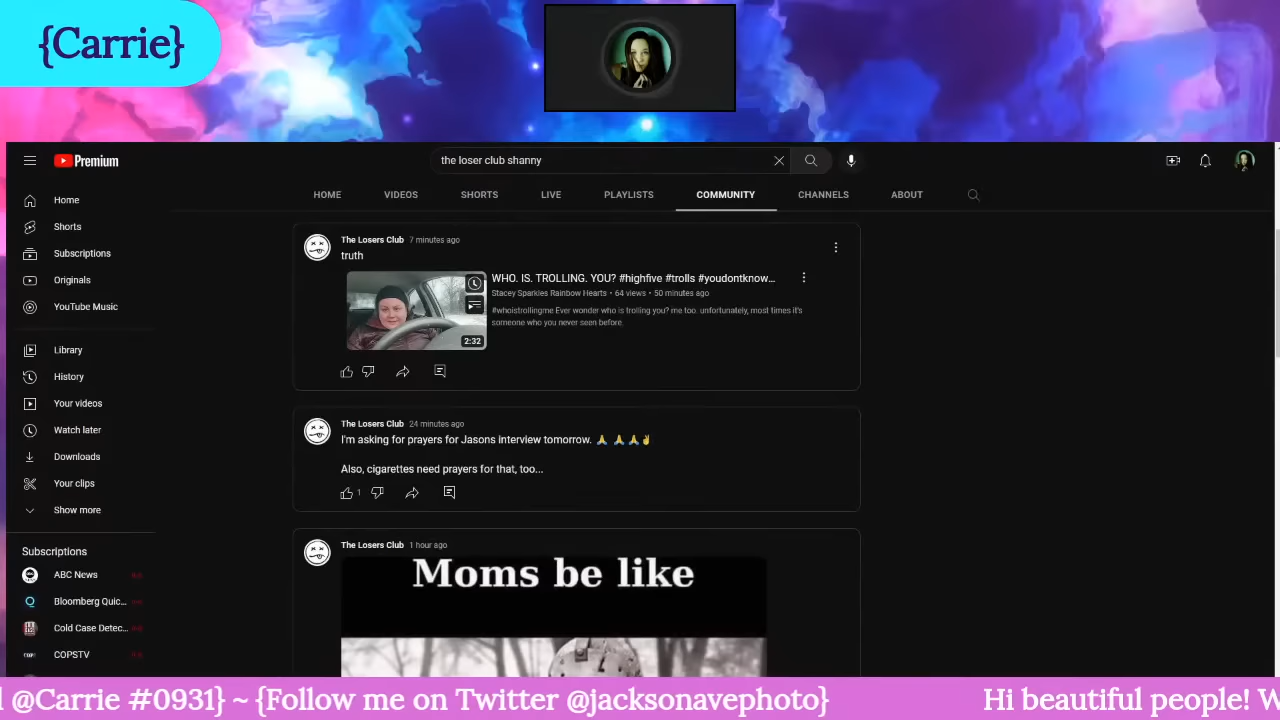 {Carrie}
Premium
the loser club shanny
HOME VIDEOS SHORTS LIVE PLAYLISTS COMMUNITY CHANNELS ABOUT
Home
Shorts
Subscriptions
Originals
YouTube Music
Library
History
Your videos
Watch later
Downloads
Your clips
Show more
Subscriptions
ABC News
Bloomberg Quic...
Cold Case Detec...
COPSTV
The Losers Club 7 minutes ago
truth
WHO. IS. TROLLING. YOU? #highfive #trolls #youdontknow...
Stacey Sparkles Rainbow Hearts • 64 views • 50 minutes ago
#whoistrollingme Ever wonder who is trolling you? me too. unfortunately, most times it's
someone who you never seen before.
2:32
The Losers Club 24 minutes ago
I'm asking for prayers for Jasons interview tomorrow. 🙏 🙏 🙏✌
Also, cigarettes need prayers for that, too...
1
The Losers Club 1 hour ago
Moms be like
@Carrie #0931} ~ {Follow me on Twitter @jacksonavephoto} Hi beautiful people! W